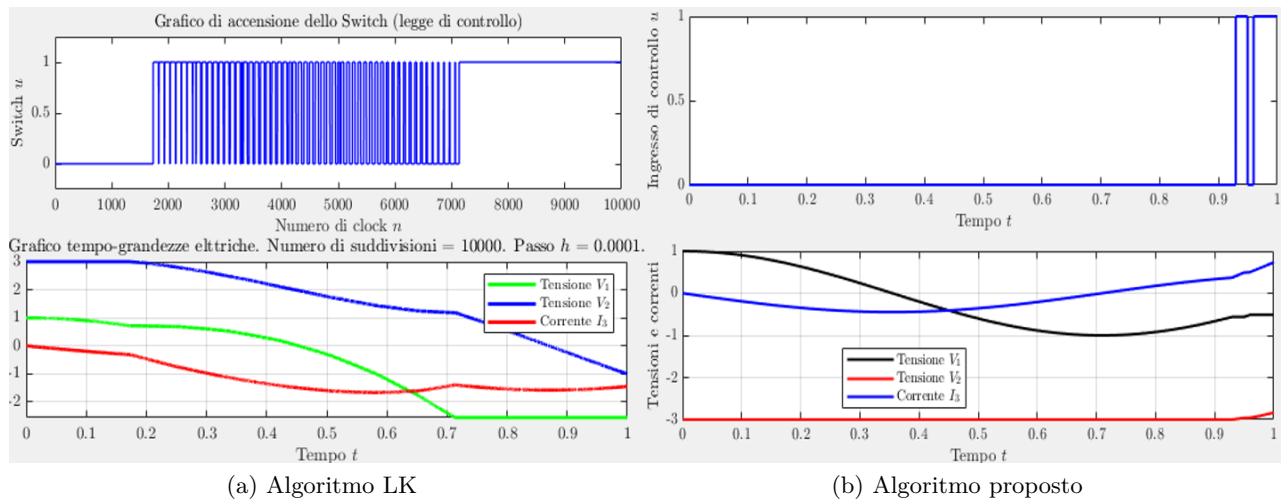 Grafico di accensione dello Switch (legge di controllo)
1
0.5
0
Switch u
0 1000 2000 3000 4000 5000 6000 7000 8000 9000 10000
Numero di clock n
Grafico tempo-grandezze elttriche. Numero di suddivisioni = 10000. Passo h = 0.0001.
3
2
1
0
-1
-2
Tensione V₁
Tensione V₂
Corrente I₃
0 0.1 0.2 0.3 0.4 0.5 0.6 0.7 0.8 0.9 1
Tempo t
(a) Algoritmo LK
1
0.5
0
Ingresso di controllo u
0 0.1 0.2 0.3 0.4 0.5 0.6 0.7 0.8 0.9 1
Tempo t
1
0
-1
-2
-3
Tensioni e correnti
Tensione V₁
Tensione V₂
Corrente I₃
0 0.1 0.2 0.3 0.4 0.5 0.6 0.7 0.8 0.9 1
Tempo t
(b) Algoritmo proposto